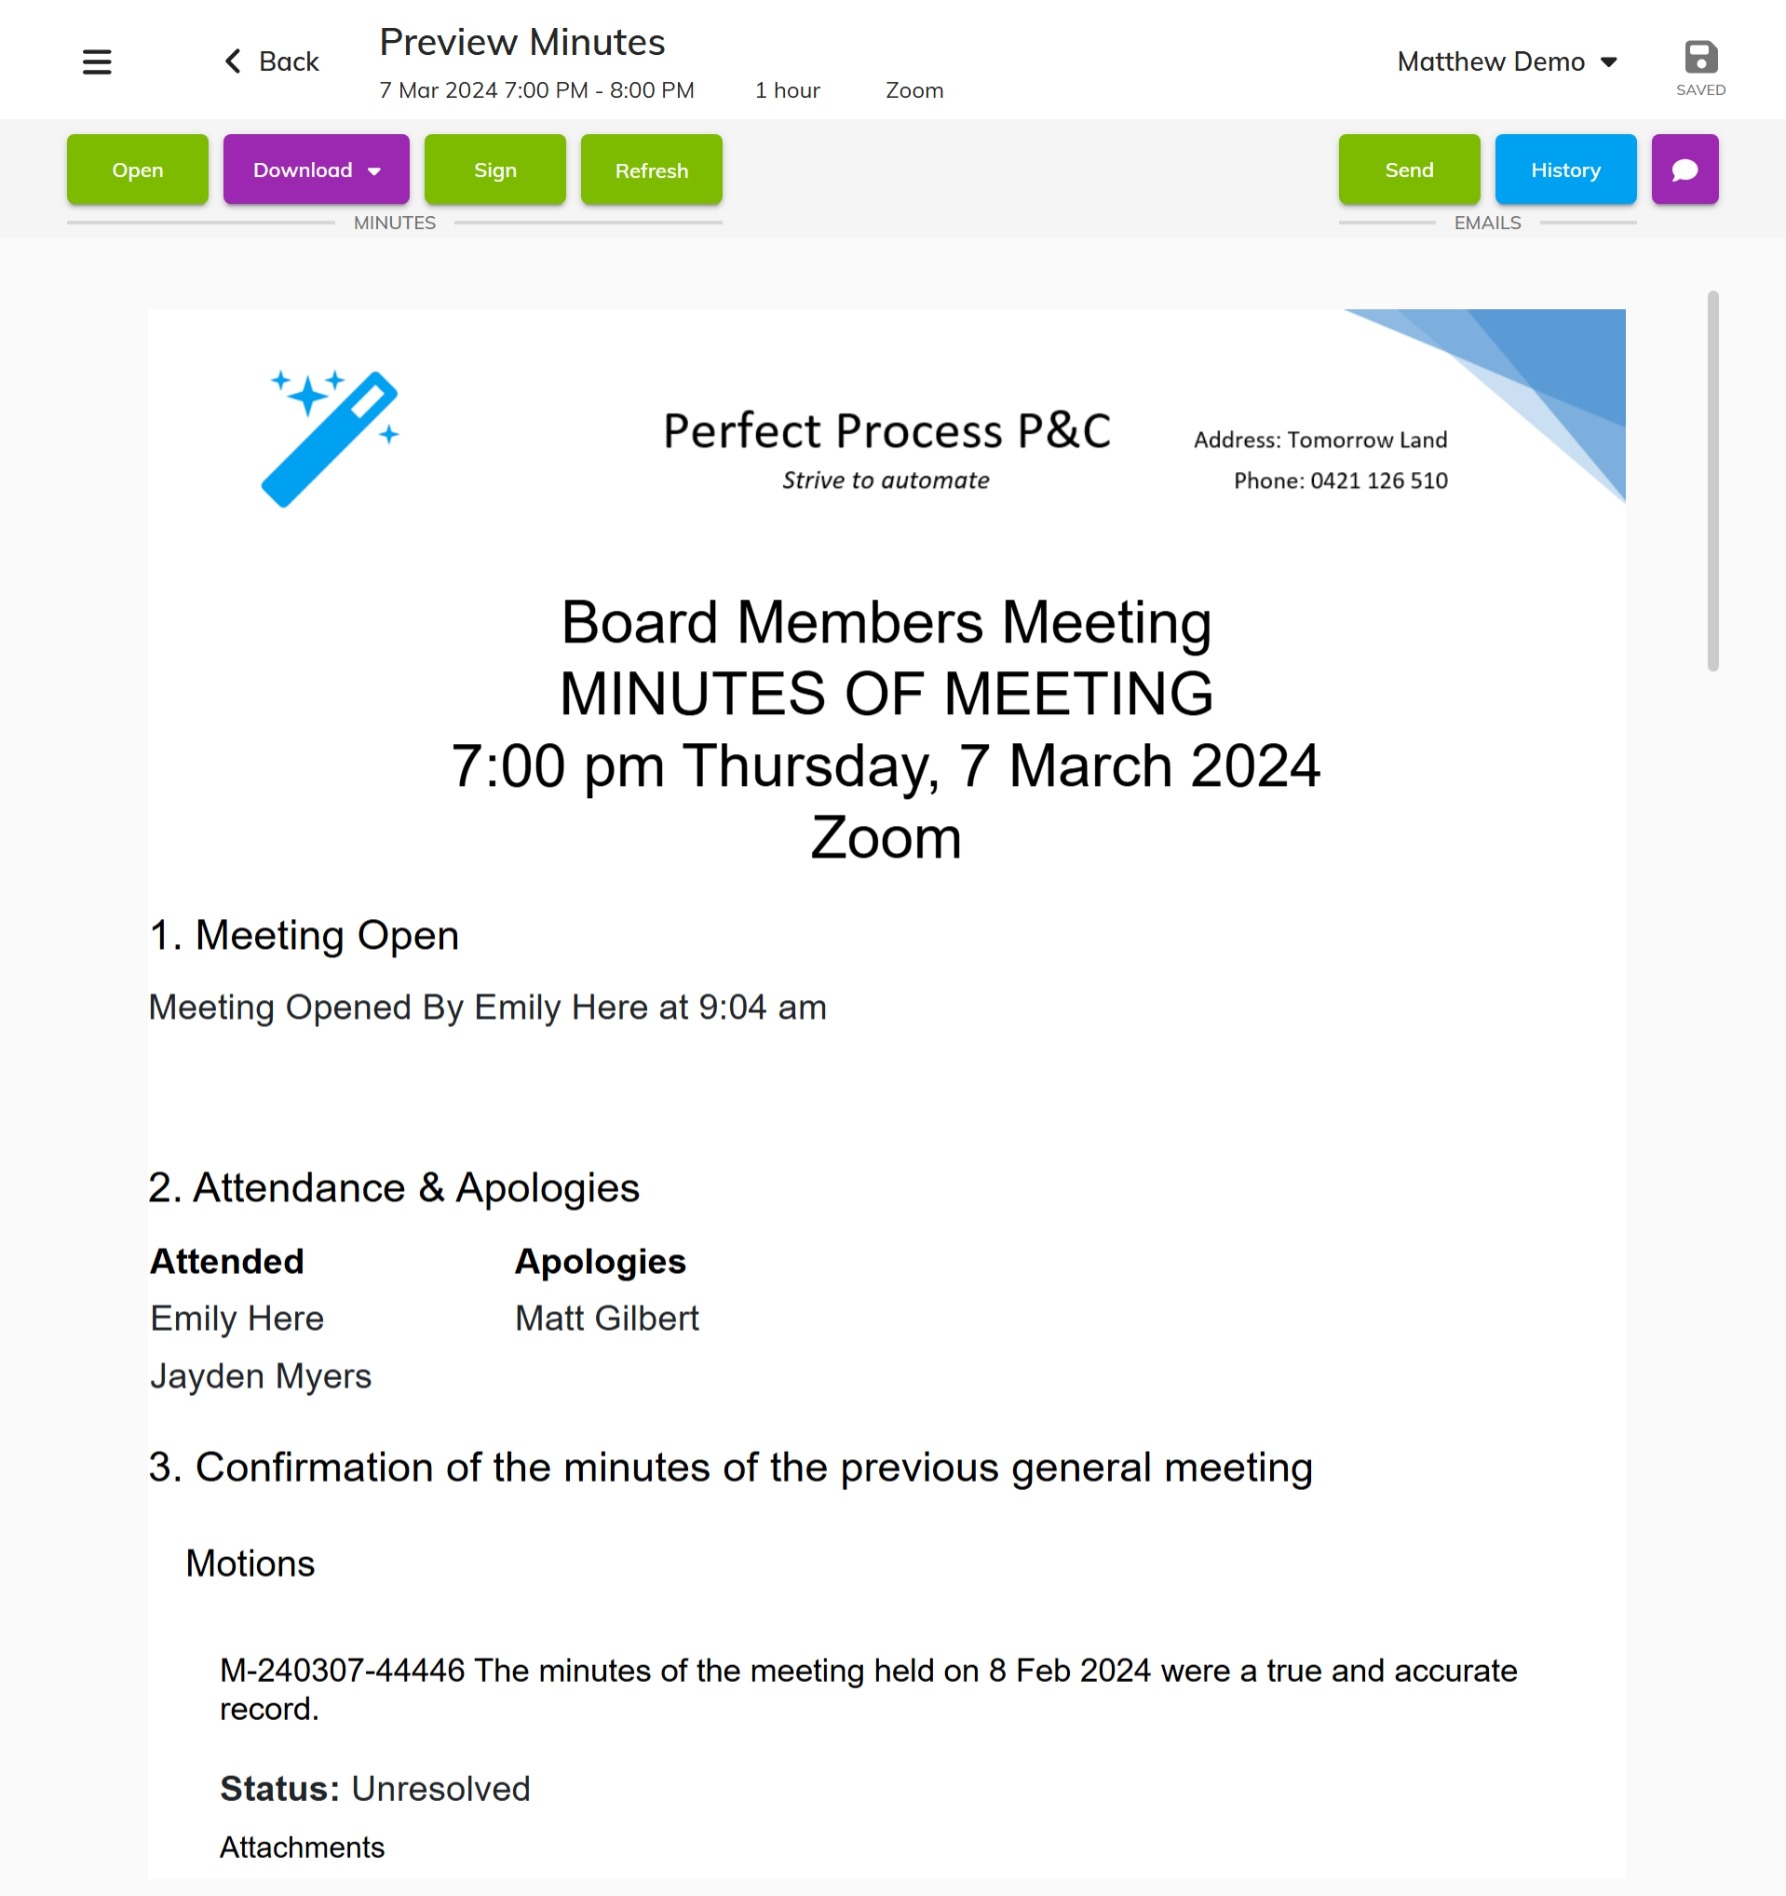 Back
Preview Minutes
7 Mar 2024 7:00 PM - 8:00 PM 1 hour Zoom
Matthew Demo
SAVED
Open Download Sign Refresh
MINUTES
Send History
EMAILS
Perfect Process P&C
Strive to automate
Address: Tomorrow Land
Phone: 0421 126 510
Board Members Meeting
MINUTES OF MEETING
7:00 pm Thursday, 7 March 2024
Zoom
1. Meeting Open
Meeting Opened By Emily Here at 9:04 am
2. Attendance & Apologies
Attended Apologies
Emily Here Matt Gilbert
Jayden Myers
3. Confirmation of the minutes of the previous general meeting
Motions
M-240307-44446 The minutes of the meeting held on 8 Feb 2024 were a true and accurate
record.
Status: Unresolved
Attachments